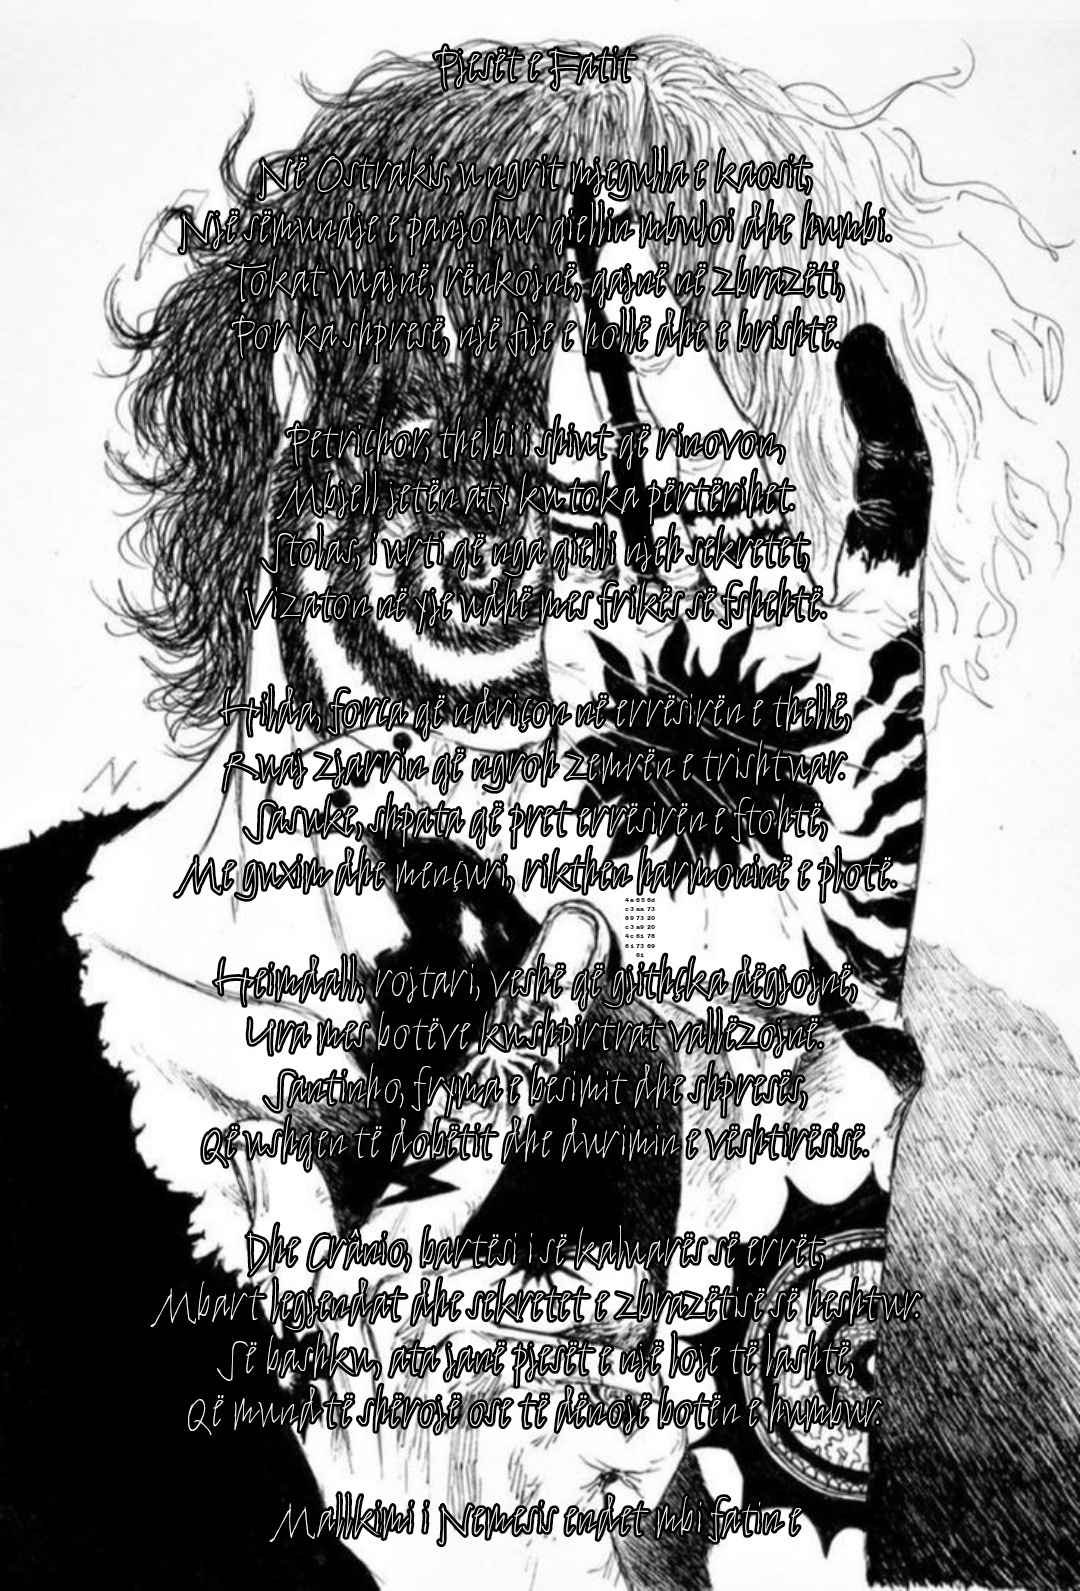 Pjesët e Fatit
Në Ostrakis, u ngrit mjegulla e kaosit,
Një sëmundje e panjohur qiellin mbuloi dhe humbi.
Tokat vuajnë, rënkojnë, qajnë në zbrazëti,
Por ka shpresë, një fije e hollë dhe e brishtë.
Petrichor, thelbi i shiut që rinovon,
Mbjell jetën aty ku toka përtërihet.
Stolas, i urti që nga qielli njeh sekretet,
Vizaton në yje udhë mes frikës së fshehtë.
Hilda, forca që ndriçon në errësirën e thellë,
Ruaj zjarrin që ngroh zemrën e trishtuar.
Sasuke, shpata që pret errësirën e ftohtë,
Me guxim dhe mençuri, rikthen harmoninë e plotë.
4a 65 6d
c3 aa 73
69 73 20
c3 a9 20
4c 61 78
61 73 69
61
Heimdall, rojtari, veshë që gjithçka dëgjojnë,
Ura mes botëve ku shpirtrat vallëzojnë.
Santinho, fryma e besimit dhe shpresës,
Që ushqen të dobëtit dhe durimin e vështirësisë.
Dhe Crânio, bartësi i së kaluarës së errët,
Mbart legjendat dhe sekretet e zbrazëtisë së heshtur.
Së bashku, ata janë pjesët e një loje të lashtë,
Që mund të shërojë ose të dënojë botën e humbur.
Mallkimi i Nemesis endet mbi fatin e